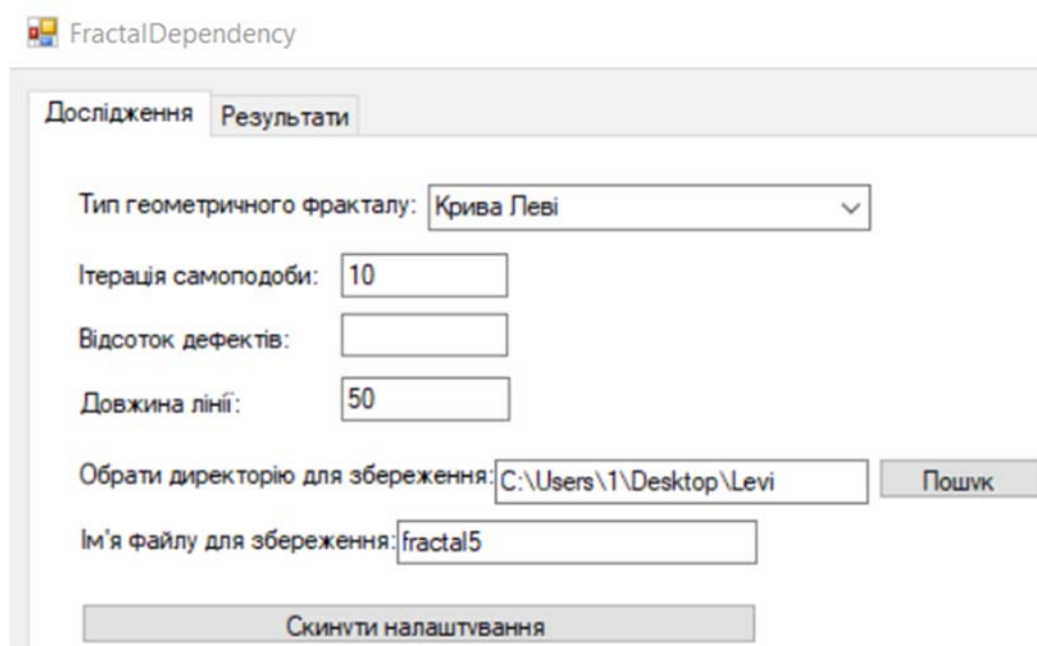 FractalDependency
Дослідження Результати
Тип геометричного фракталу: Крива Леві
Ітерація самоподоби: 10
Відсоток дефектів:
Довжина лінії: 50
Обрати директорію для збереження: C:\Users\1\Desktop\Levi Пошук
Ім'я файлу для збереження: fractal5
Скинути налаштування